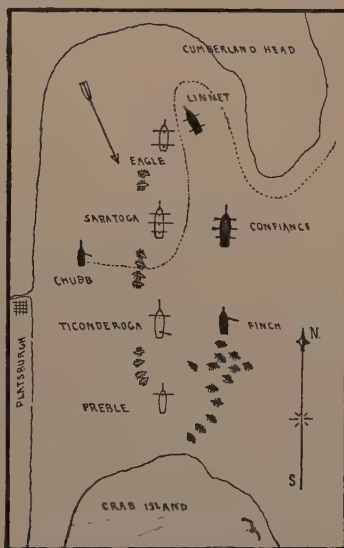 CUMBERLAND HEAD
LINNET
EAGLE
SARATOGA
CONFIANCE
CHUBB
TICONDEROGA
FINCH
N.
PLATSBURGH
PREBLE
S
CRAB ISLAND